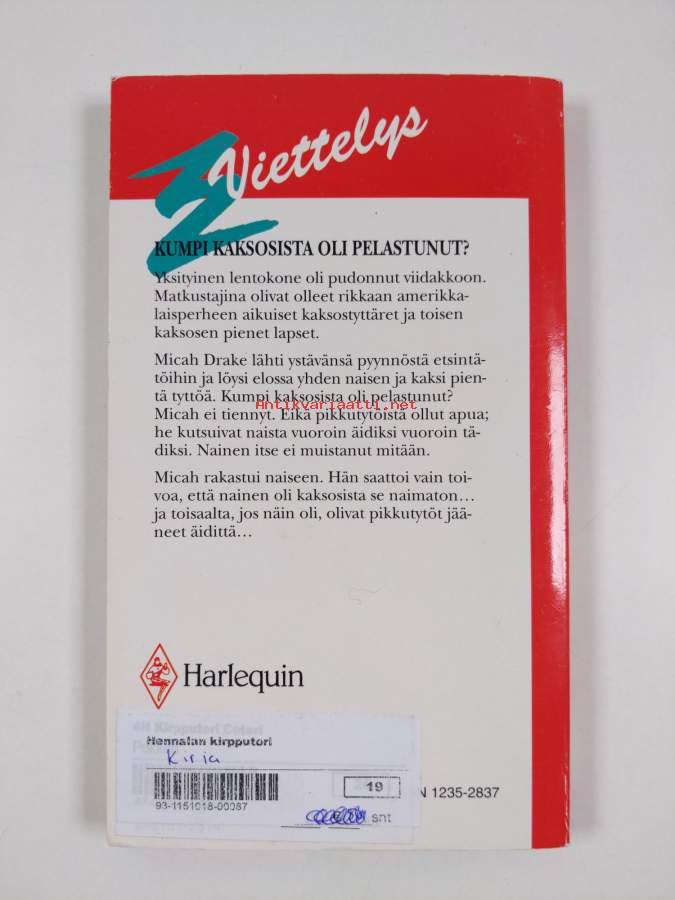 Viettelys
KUMPI KAKSOSISTA OLI PELASTUNUT?
Yksityinen lentokone oli pudonnut viidakkoon.
Matkustajina olivat olleet rikkaan amerikka-
laisperheen aikuiset kaksostyttäret ja toisen
kaksosen pienet lapset.
Micah Drake lähti ystävänsä pyynnöstä etsintä-
töihin ja löysi elossa yhden naisen ja kaksi pien-
tä tyttöä. Kumpi kaksosista oli pelastunut?
Antikvariaatti.net
Micah ei tiennyt. Eikä pikkutytöistä ollut apua;
he kutsuivat naista vuoroin äidiksi vuoroin tä-
diksi. Nainen itse ei muistanut mitään.
Micah rakastui naiseen. Hän saattoi vain toi-
voa, että nainen oli kaksosista se naimaton…
ja toisaalta, jos näin oli, olivat pikkutytöt jää-
neet äidittä…
Harlequin
Hennalan kirpputori
Kirja
19
93-1151018-00087
snt
N 1235-2837